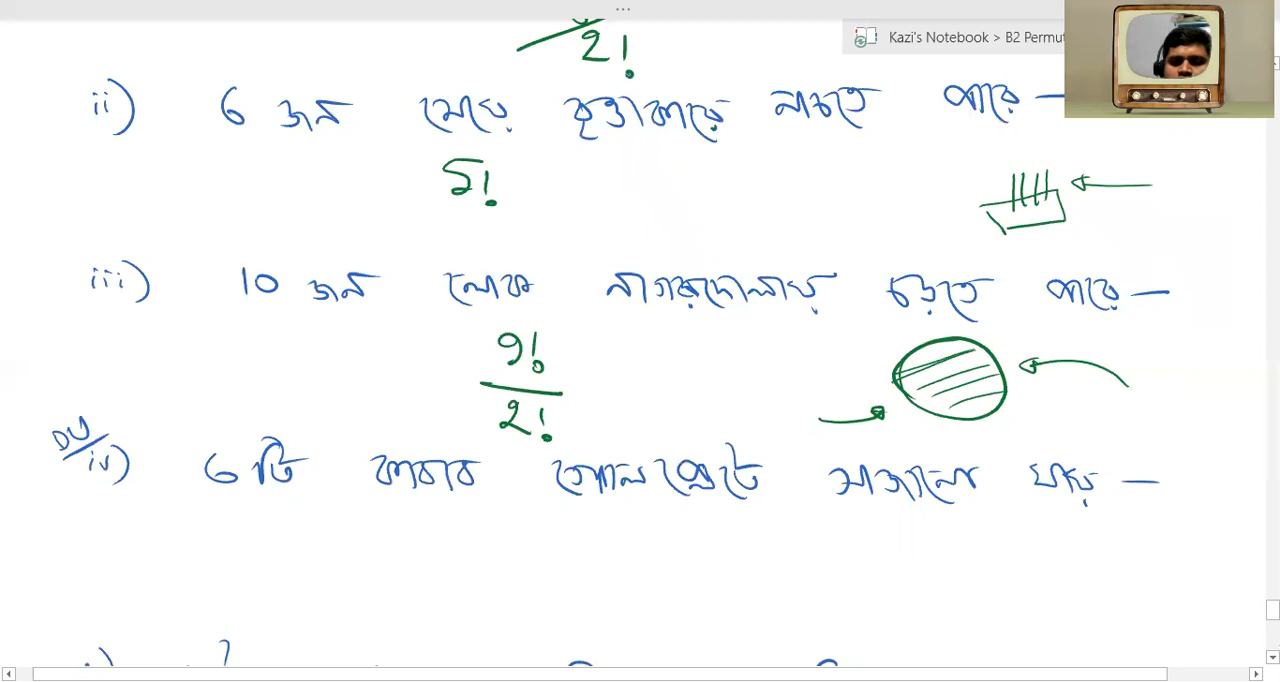 2!
Kazi's Notebook > B2 Permut
ii) 6 জন মেয়ে বৃত্তাকারে নাচতে পারে —
5!
iii) 10 জন লোক নাগরদোলায় চড়তে পারে —
9!
2!
DU/iv) 6 টি কাবাব গোল প্লেটে সাজানো যায় —